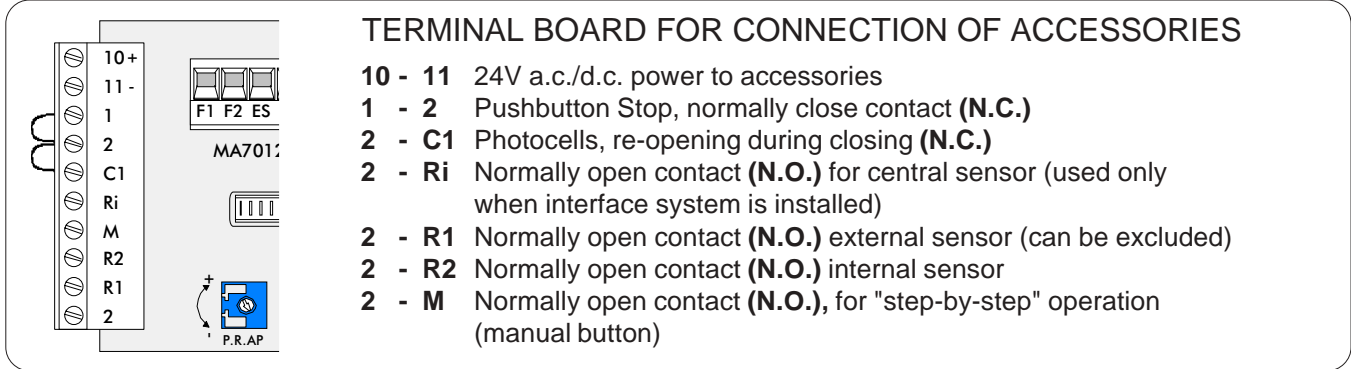 TERMINAL BOARD FOR CONNECTION OF ACCESSORIES
10 +
11 -
1
2
C1
Ri
M
R2
R1
2
F1 F2 ES
MA7012
+
-
P.R.AP
10 - 11 24V a.c./d.c. power to accessories
1 - 2 Pushbutton Stop, normally close contact (N.C.)
2 - C1 Photocells, re-opening during closing (N.C.)
2 - Ri Normally open contact (N.O.) for central sensor (used only
when interface system is installed)
2 - R1 Normally open contact (N.O.) external sensor (can be excluded)
2 - R2 Normally open contact (N.O.) internal sensor
2 - M Normally open contact (N.O.), for "step-by-step" operation
(manual button)